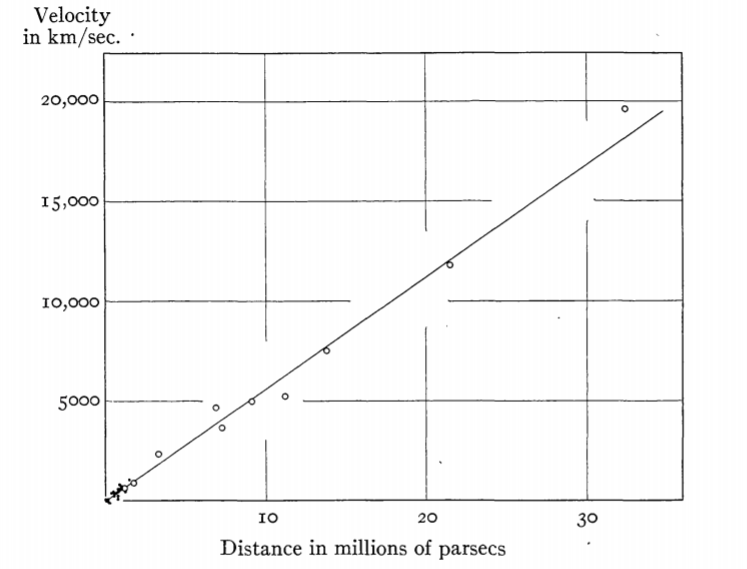 Velocity
in km/sec.
20,000
15,000
10,000
5000
10
20
30
Distance in millions of parsecs